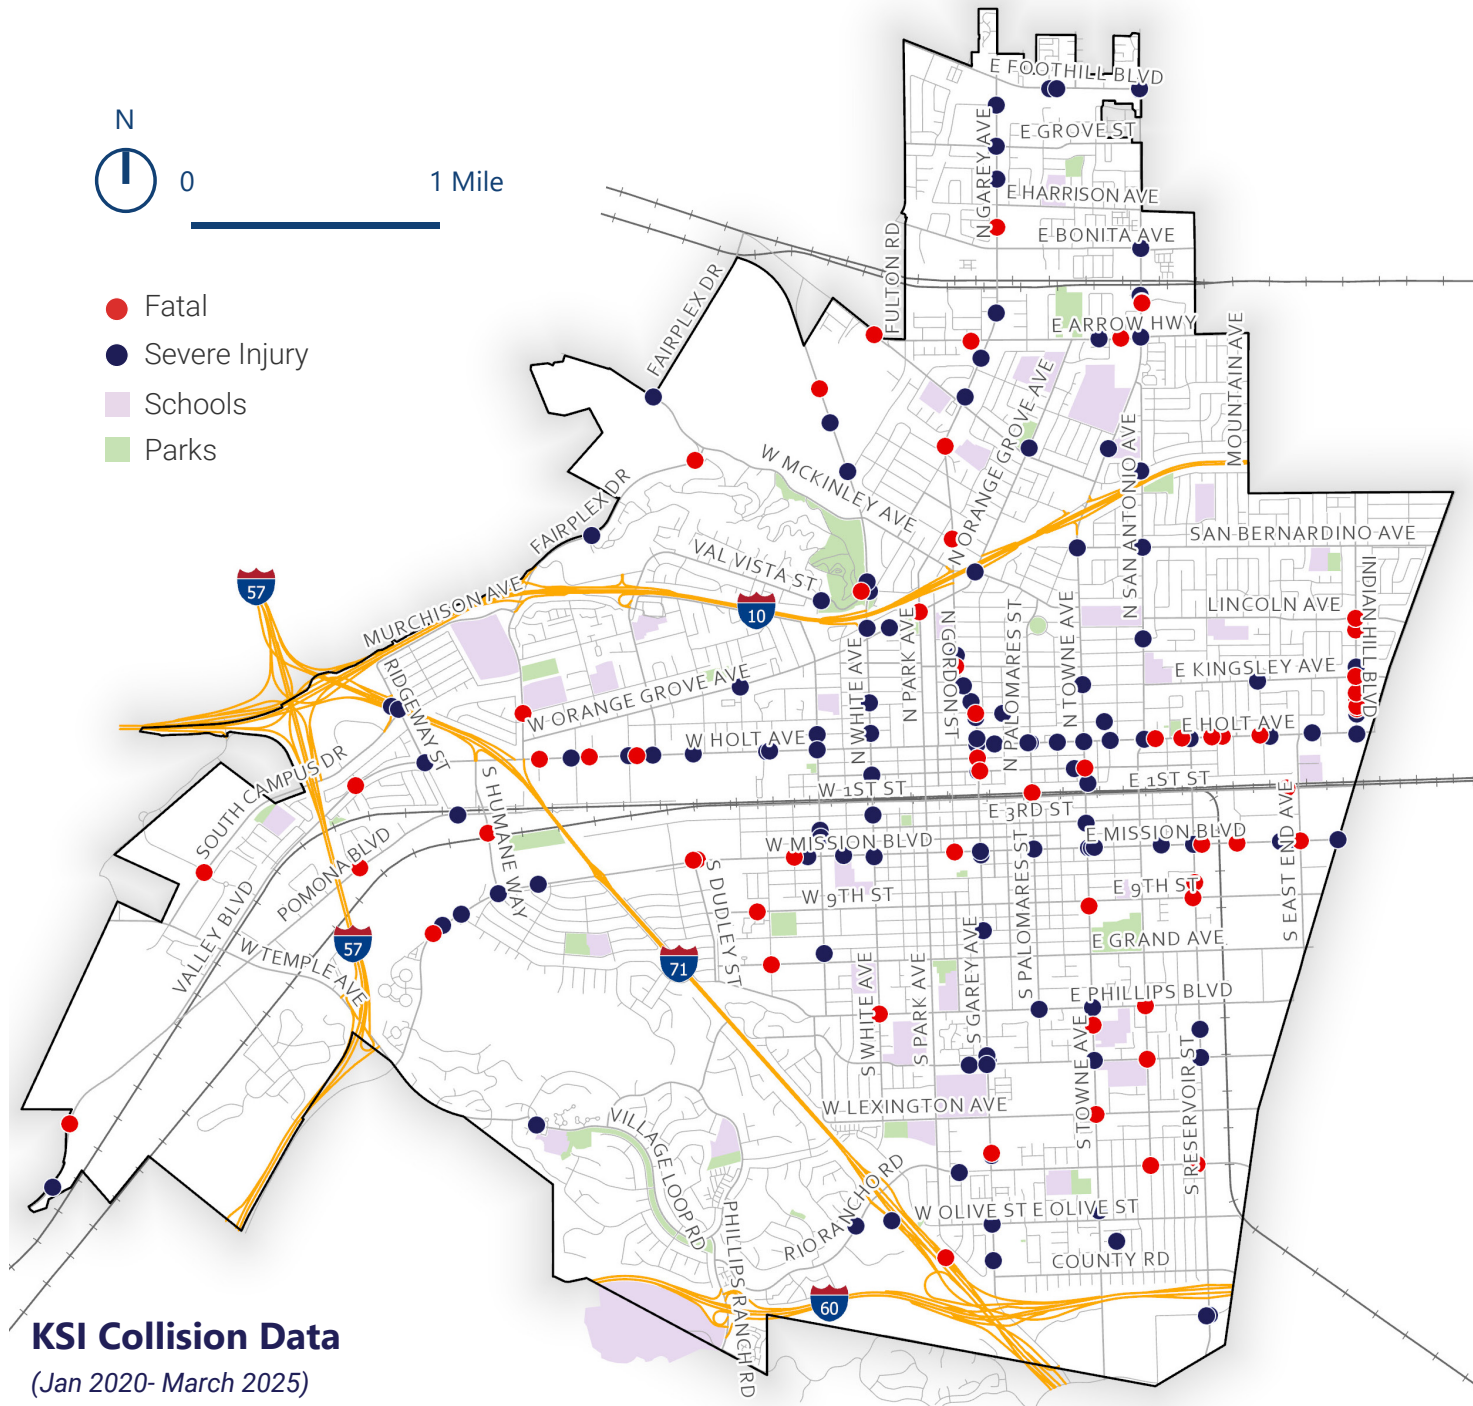 N
0
1 Mile
Fatal
Severe Injury
Schools
Parks
E FOOTHILL BLVD
E GROVE ST
N GAREY AVE
E HARRISON AVE
E BONITA AVE
FULTON RD
FAIRPLEX DR
E ARROW HWY
MOUNTAIN AVE
N ORANGE GROVE AVE
W MCKINLEY AVE
N SAN ANTONIO AVE
FAIRPLEX DR
SAN BERNARDINO AVE
VAL VISTA ST
INDIAN HILL BLVD
57
MURCHISON AVE
10
LINCOLN AVE
N PARK AVE
N GORDON ST
N PALOMARES ST
N TOWNE AVE
N WHITE AVE
E KINGSLEY AVE
RIDGEWAY ST
W ORANGE GROVE AVE
W HOLT AVE
E HOLT AVE
SOUTH CAMPUS DR
S HUMANE WAY
W 1ST ST
E 1ST ST
E 3RD ST
POMONA BLVD
W MISSION BLVD
E MISSION BLVD
S PALOMARES ST
S EAST END AVE
VALLEY BLVD
S DUDLEY ST
W 9TH ST
E 9TH ST
W TEMPLE AVE
57
71
E GRAND AVE
S GAREY AVE
S WHITE AVE
S PARK AVE
E PHILLIPS BLVD
S TOWNE AVE
S RESERVOIR ST
W LEXINGTON AVE
VILLAGE LOOP RD
RIO RANCHO RD
W OLIVE ST
E OLIVE ST
PHILLIPS RANCH RD
COUNTY RD
60
KSI Collision Data
(Jan 2020- March 2025)